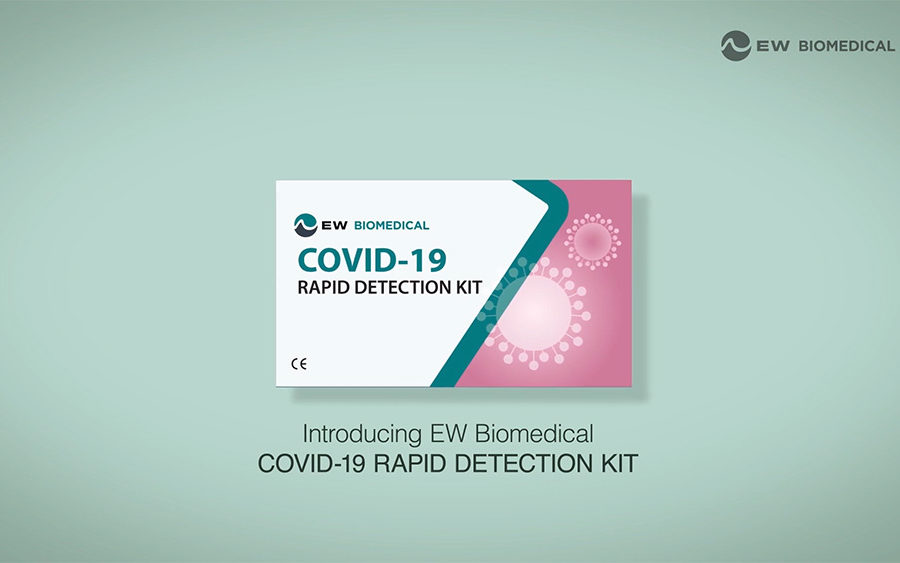 EW BIOMEDICAL
EW BIOMEDICAL
COVID-19
RAPID DETECTION KIT
CE
Introducing EW Biomedical
COVID-19 RAPID DETECTION KIT